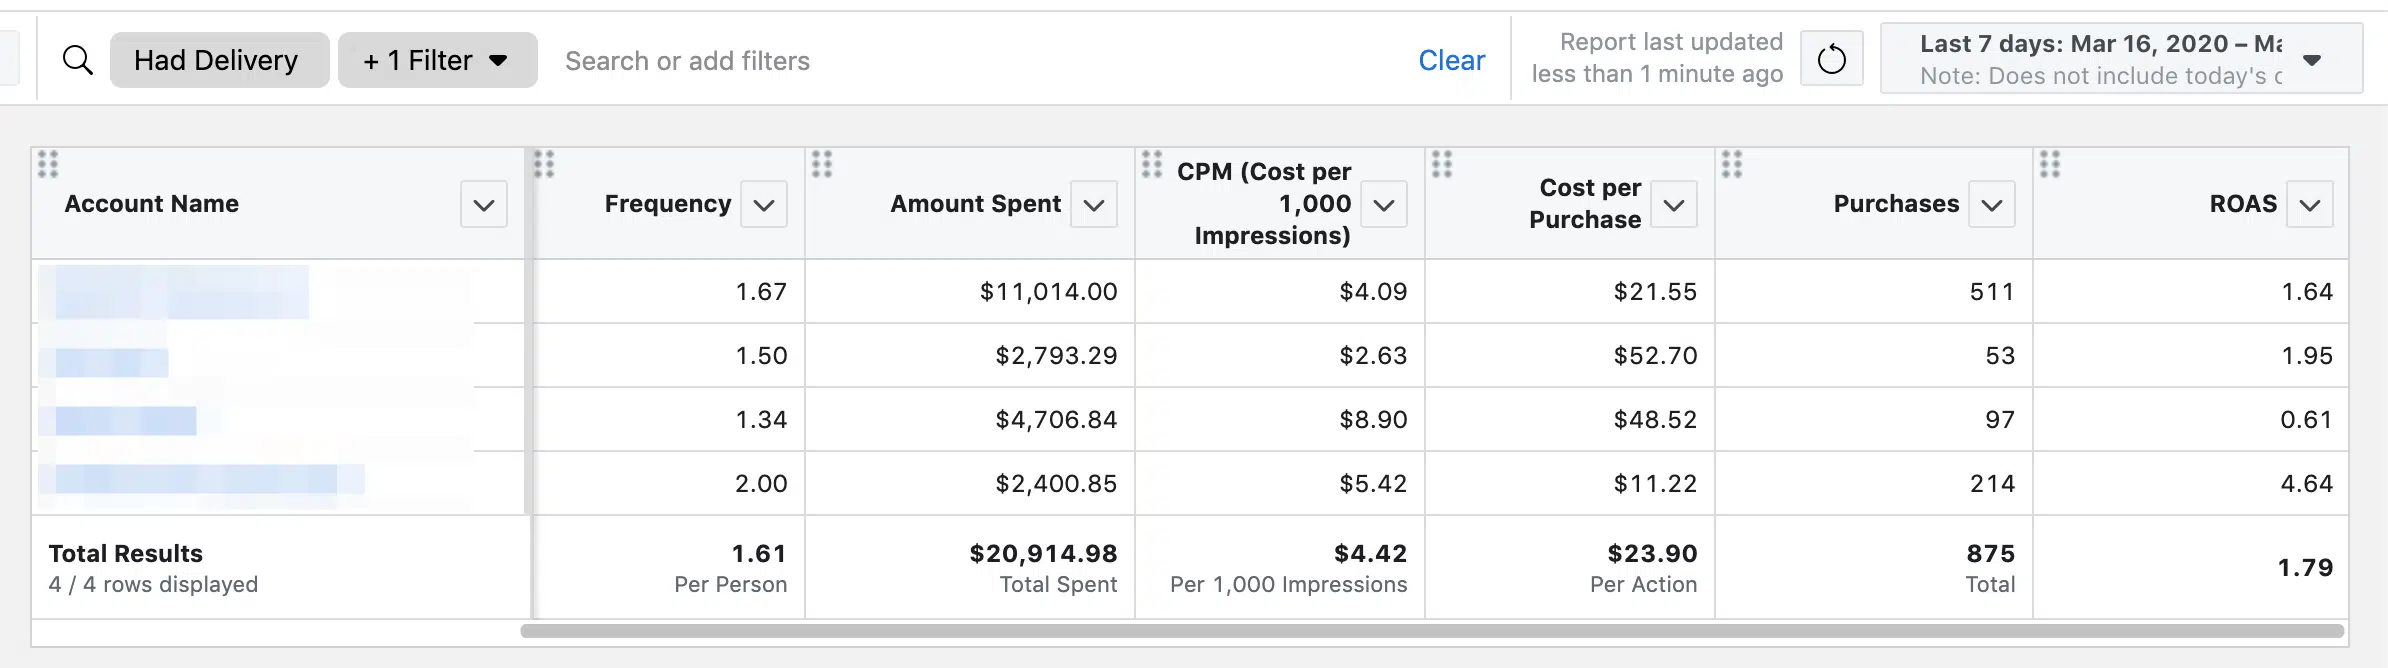 Had Delivery
+ 1 Filter
Search or add filters
Clear
Report last updated
less than 1 minute ago
Last 7 days: Mar 16, 2020 –
Note: Does not include today's
Account Name
Frequency
Amount Spent
CPM (Cost per
1,000
Impressions)
Cost per
Purchase
Purchases
ROAS
1.67 $11,014.00 $4.09 $21.55 511 1.64
1.50 $2,793.29 $2.63 $52.70 53 1.95
1.34 $4,706.84 $8.90 $48.52 97 0.61
2.00 $2,400.85 $5.42 $11.22 214 4.64
Total Results 1.61 $20,914.98 $4.42 $23.90 875 1.79
4 / 4 rows displayed Per Person Total Spent Per 1,000 Impressions Per Action Total